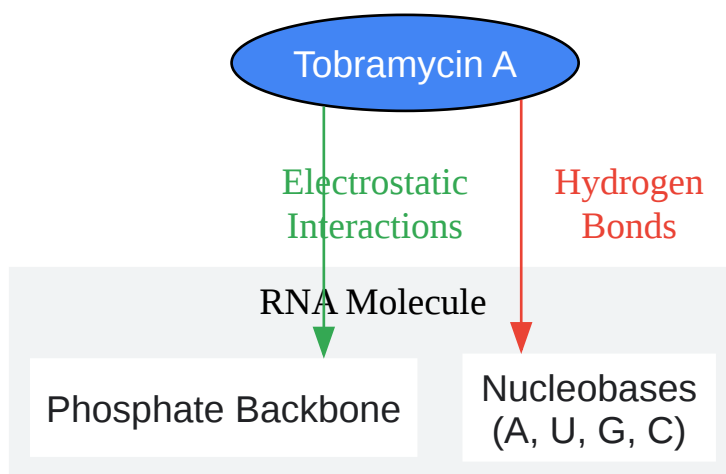 Tobramycin A
Electrostatic
Interactions
Hydrogen
Bonds
RNA Molecule
Phosphate Backbone
Nucleobases
(A, U, G, C)